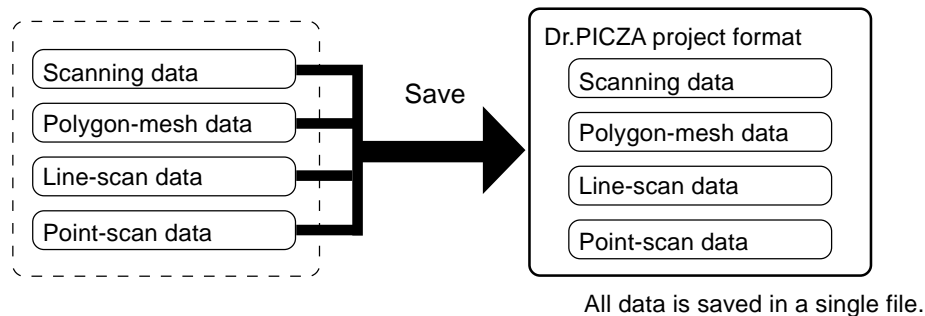 Scanning data
Polygon-mesh data
Line-scan data
Point-scan data
Save
Dr.PICZA project format
Scanning data
Polygon-mesh data
Line-scan data
Point-scan data
All data is saved in a single file.